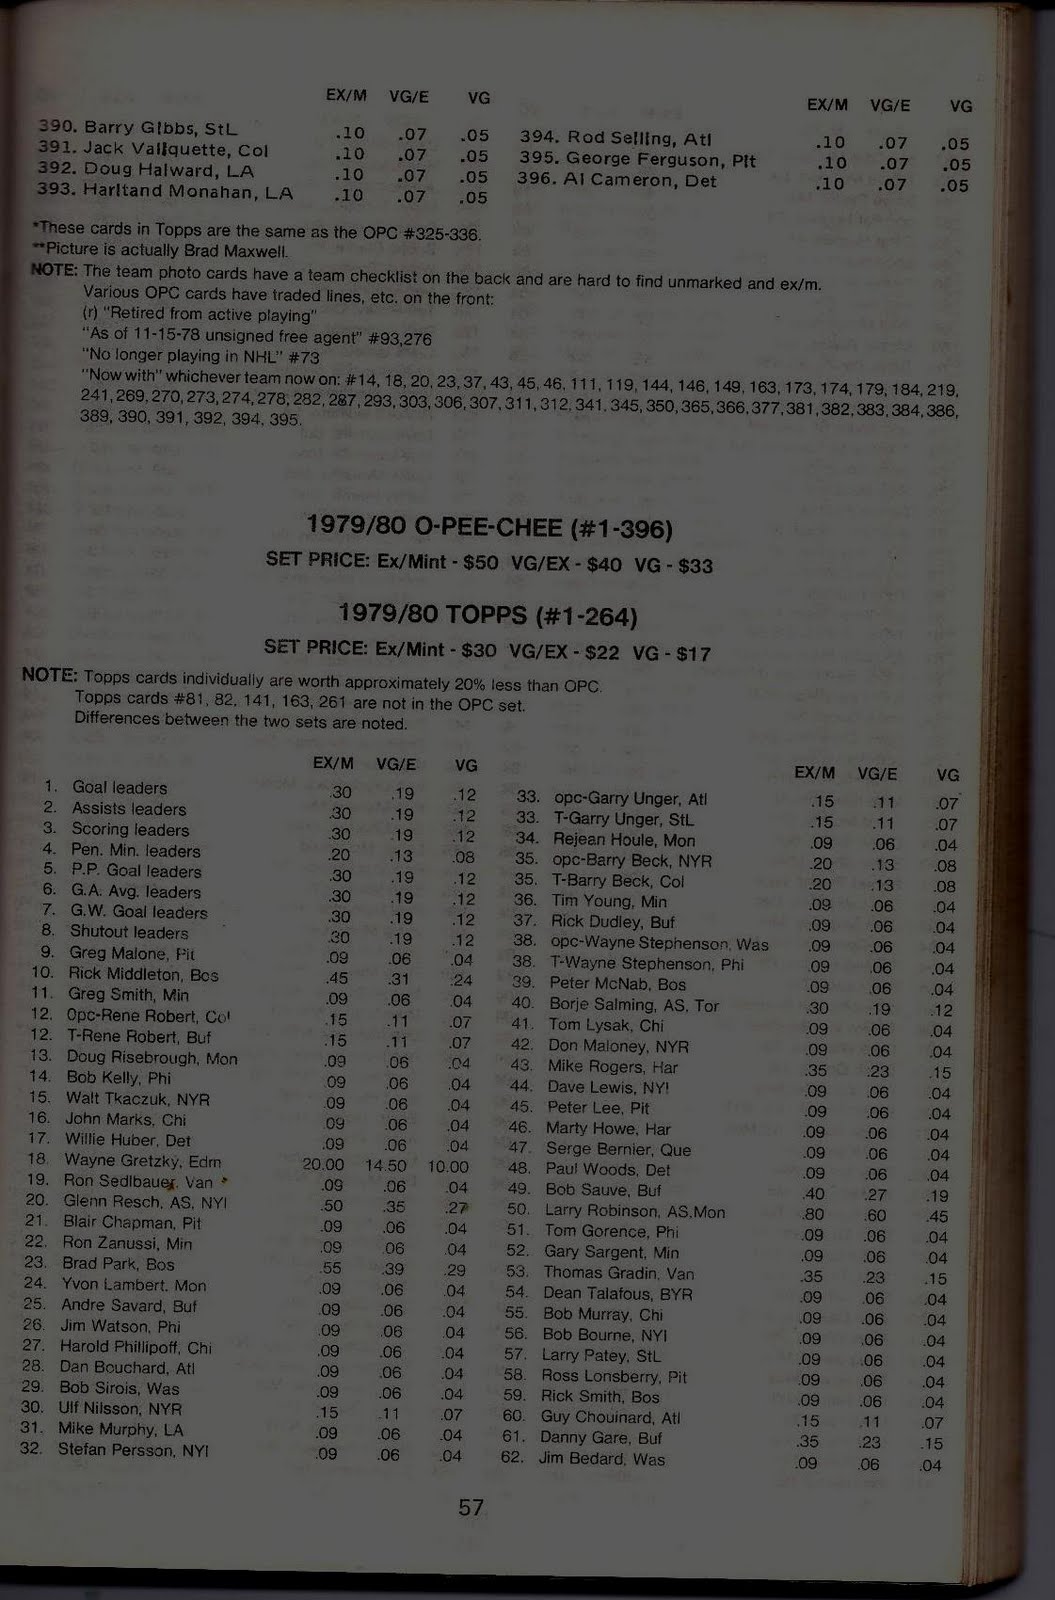 EX/M VG/E VG
390. Barry Gibbs, StL .10 .07 .05
391. Jack Valiquette, Col .10 .07 .05
392. Doug Halward, LA .10 .07 .05
393. Harltand Monahan, LA .10 .07 .05
EX/M VG/E VG
394. Rod Selling, Atl .10 .07 .05
395. George Ferguson, Pit .10 .07 .05
396. Al Cameron, Det .10 .07 .05
*These cards in Topps are the same as the OPC #325-336.
**Picture is actually Brad Maxwell.
NOTE: The team photo cards have a team checklist on the back and are hard to find unmarked and ex/m.
Various OPC cards have traded lines, etc. on the front:
(r) "Retired from active playing"
"As of 11-15-78 unsigned free agent" #93,276
"No longer playing in NHL" #73
"Now with" whichever team now on: #14, 18, 20, 23, 37, 43, 45, 46, 111, 119, 144, 146, 149, 163, 173, 174, 179, 184, 219,
241, 269, 270, 273, 274, 278, 282, 287, 293, 303, 306, 307, 311, 312, 341, 345, 350, 365, 366, 377, 381, 382, 383, 384, 386,
389, 390, 391, 392, 394, 395.
1979/80 O-PEE-CHEE (#1-396)
SET PRICE: Ex/Mint - $50 VG/EX - $40 VG - $33
1979/80 TOPPS (#1-264)
SET PRICE: Ex/Mint - $30 VG/EX - $22 VG - $17
NOTE: Topps cards individually are worth approximately 20% less than OPC.
Topps cards #81, 82, 141, 163, 261 are not in the OPC set.
Differences between the two sets are noted.
EX/M VG/E VG
1. Goal leaders .30 .19 .12
2. Assists leaders .30 .19 .12
3. Scoring leaders .30 .19 .12
4. Pen. Min. leaders .20 .13 .08
5. P.P. Goal leaders .30 .19 .12
6. G.A. Avg. leaders .30 .19 .12
7. G.W. Goal leaders .30 .19 .12
8. Shutout leaders .30 .19 .12
9. Greg Malone, Pit .09 .06 .04
10. Rick Middleton, Bos .45 .31 .24
11. Greg Smith, Min .09 .06 .04
12. Opc-Rene Robert, Col .15 .11 .07
12. T-Rene Robert, Buf .15 .11 .07
13. Doug Risebrough, Mon .09 .06 .04
14. Bob Kelly, Phi .09 .06 .04
15. Walt Tkaczuk, NYR .09 .06 .04
16. John Marks, Chi .09 .06 .04
17. Willie Huber, Det .09 .06 .04
18. Wayne Gretzky, Edm 20.00 14.50 10.00
19. Ron Sedlbauer, Van .09 .06 .04
20. Glenn Resch, AS, NYI .50 .35 .27
21. Blair Chapman, Pit .09 .06 .04
22. Ron Zanussi, Min .09 .06 .04
23. Brad Park, Bos .55 .39 .29
24. Yvon Lambert, Mon .09 .06 .04
25. Andre Savard, Buf .09 .06 .04
26. Jim Watson, Phi .09 .06 .04
27. Harold Phillipoff, Chi .09 .06 .04
28. Dan Bouchard, Atl .09 .06 .04
29. Bob Sirois, Was .09 .06 .04
30. Ulf Nilsson, NYR .15 .11 .07
31. Mike Murphy, LA .09 .06 .04
32. Stefan Persson, NYI .09 .06 .04
EX/M VG/E VG
33. opc-Garry Unger, Atl .15 .11 .07
33. T-Garry Unger, StL .15 .11 .07
34. Rejean Houle, Mon .09 .06 .04
35. opc-Barry Beck, NYR .20 .13 .08
35. T-Barry Beck, Col .20 .13 .08
36. Tim Young, Min .09 .06 .04
37. Rick Dudley, Buf .09 .06 .04
38. opc-Wayne Stephenson, Was .09 .06 .04
38. T-Wayne Stephenson, Phi .09 .06 .04
39. Peter McNab, Bos .09 .06 .04
40. Borje Salming, AS, Tor .30 .19 .12
41. Tom Lysak, Chi .09 .06 .04
42. Don Maloney, NYR .09 .06 .04
43. Mike Rogers, Har .35 .23 .15
44. Dave Lewis, NYI .09 .06 .04
45. Peter Lee, Pit .09 .06 .04
46. Marty Howe, Har .09 .06 .04
47. Serge Bernier, Que .09 .06 .04
48. Paul Woods, Det .09 .06 .04
49. Bob Sauve, Buf .40 .27 .19
50. Larry Robinson, AS,Mon .80 .60 .45
51. Tom Gorence, Phi .09 .06 .04
52. Gary Sargent, Min .09 .06 .04
53. Thomas Gradin, Van .35 .23 .15
54. Dean Talafous, BYR .09 .06 .04
55. Bob Murray, Chi .09 .06 .04
56. Bob Bourne, NYI .09 .06 .04
57. Larry Patey, StL .09 .06 .04
58. Ross Lonsberry, Pit .09 .06 .04
59. Rick Smith, Bos .09 .06 .04
60. Guy Chouinard, Atl .15 .11 .07
61. Danny Gare, Buf .35 .23 .15
62. Jim Bedard, Was .09 .06 .04
57